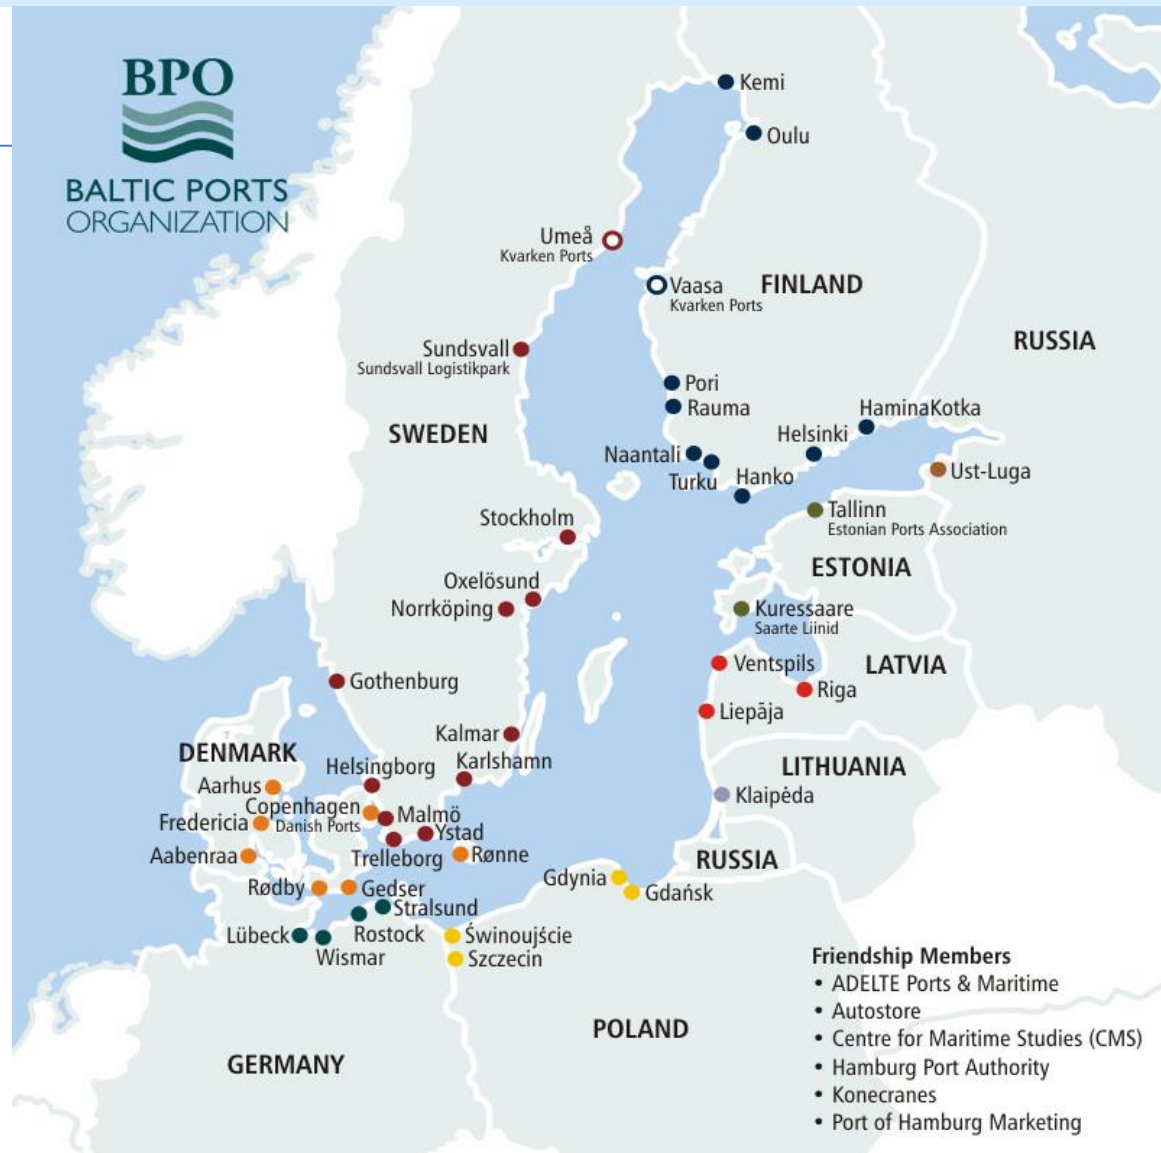 BPO
BALTIC PORTS
ORGANIZATION
Kemi
Oulu
Umeå
Kvarken Ports
Vaasa
Kvarken Ports
FINLAND
RUSSIA
Sundsvall
Sundsvall Logistikpark
Pori
Rauma
SWEDEN
HaminaKotka
Helsinki
Naantali
Turku
Hanko
Ust-Luga
Stockholm
Tallinn
Estonian Ports Association
ESTONIA
Oxelösund
Norrköping
Kuressaare
Saarte Liinid
Ventspils
LATVIA
Gothenburg
Riga
Liepāja
Kalmar
DENMARK
Karlshamn
Helsingborg
LITHUANIA
Aarhus
Klaipėda
Copenhagen
Danish Ports
Malmö
Fredericia
Ystad
Aabenraa
Trelleborg
Rønne
RUSSIA
Gdynia
Gdańsk
Rødby
Gedser
Stralsund
Lübeck
Rostock
Świnoujście
Wismar
Szczecin
POLAND
GERMANY
Friendship Members
• ADELTE Ports & Maritime
• Autostore
• Centre for Maritime Studies (CMS)
• Hamburg Port Authority
• Konecranes
• Port of Hamburg Marketing